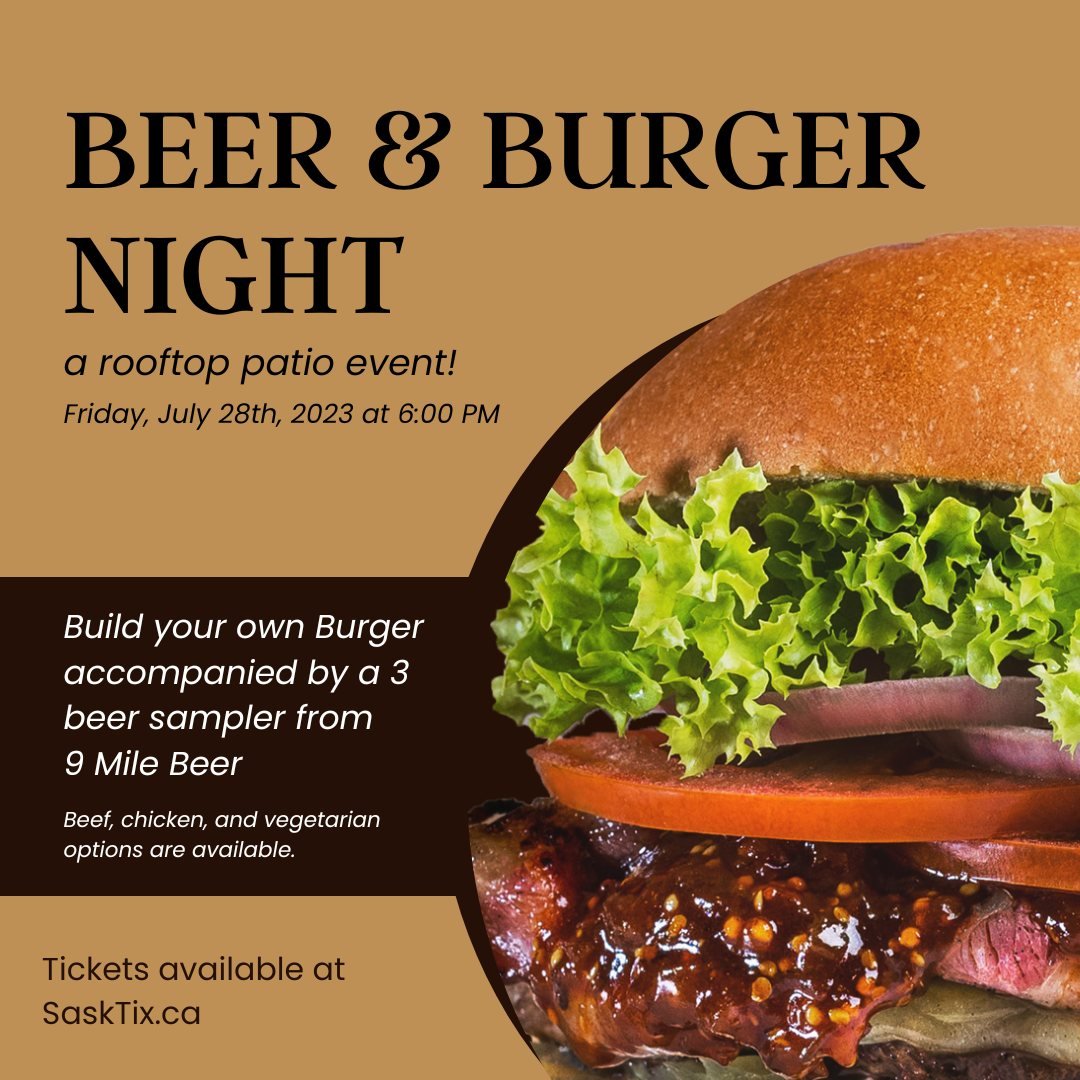 BEER & BURGER
NIGHT
a rooftop patio event!
Friday, July 28th, 2023 at 6:00 PM
Build your own Burger
accompanied by a 3
beer sampler from
9 Mile Beer
Beef, chicken, and vegetarian
options are available.
Tickets available at
SaskTix.ca